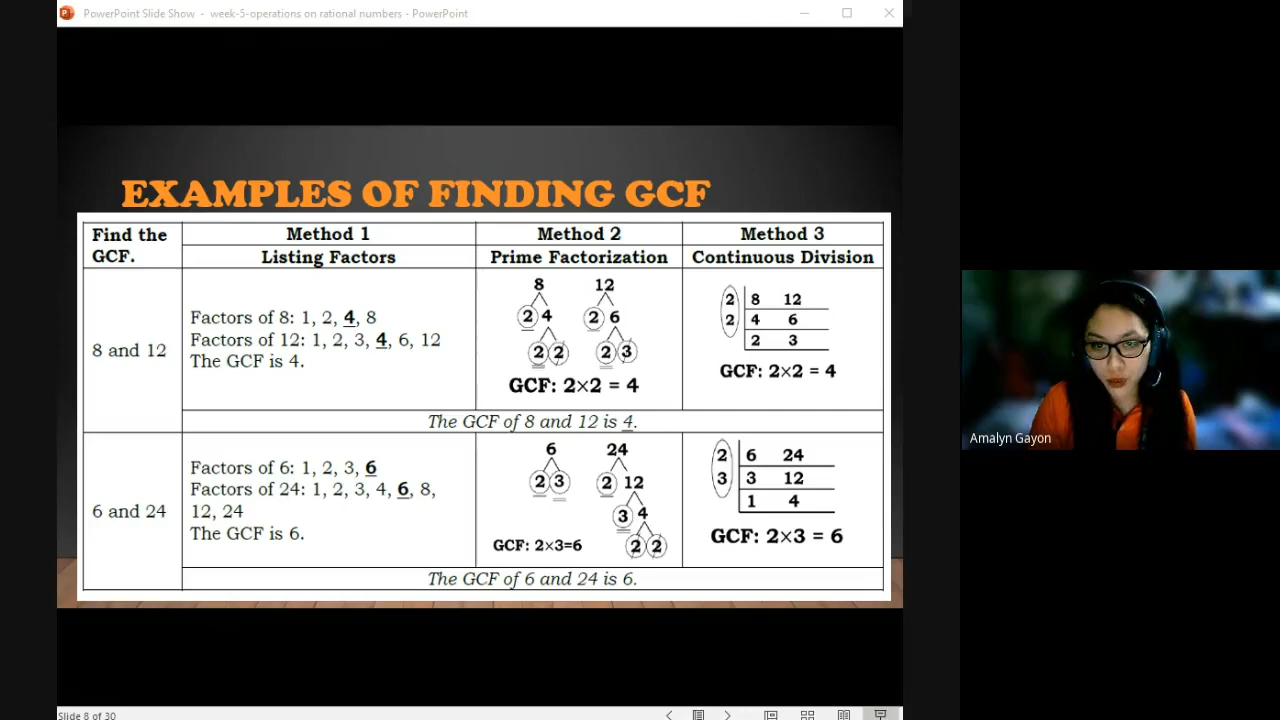 PowerPoint Slide Show - week-5-operations on rational numbers - PowerPoint
EXAMPLES OF FINDING GCF
Find the GCF.
Method 1
Method 2
Method 3
Listing Factors
Prime Factorization
Continuous Division
8 and 12
Factors of 8: 1, 2, 4, 8
Factors of 12: 1, 2, 3, 4, 6, 12
The GCF is 4.
8 12
2 4 2 6
2 2 2 3
GCF: 2×2 = 4
2 8 12
2 4 6
2 3
GCF: 2×2 = 4
The GCF of 8 and 12 is 4.
6 and 24
Factors of 6: 1, 2, 3, 6
Factors of 24: 1, 2, 3, 4, 6, 8,
12, 24
The GCF is 6.
6 24
2 3 2 12
3 4
2 2
GCF: 2×3=6
2 6 24
3 3 12
1 4
GCF: 2×3 = 6
The GCF of 6 and 24 is 6.
Amalyn Gayon
Slide 8 of 30